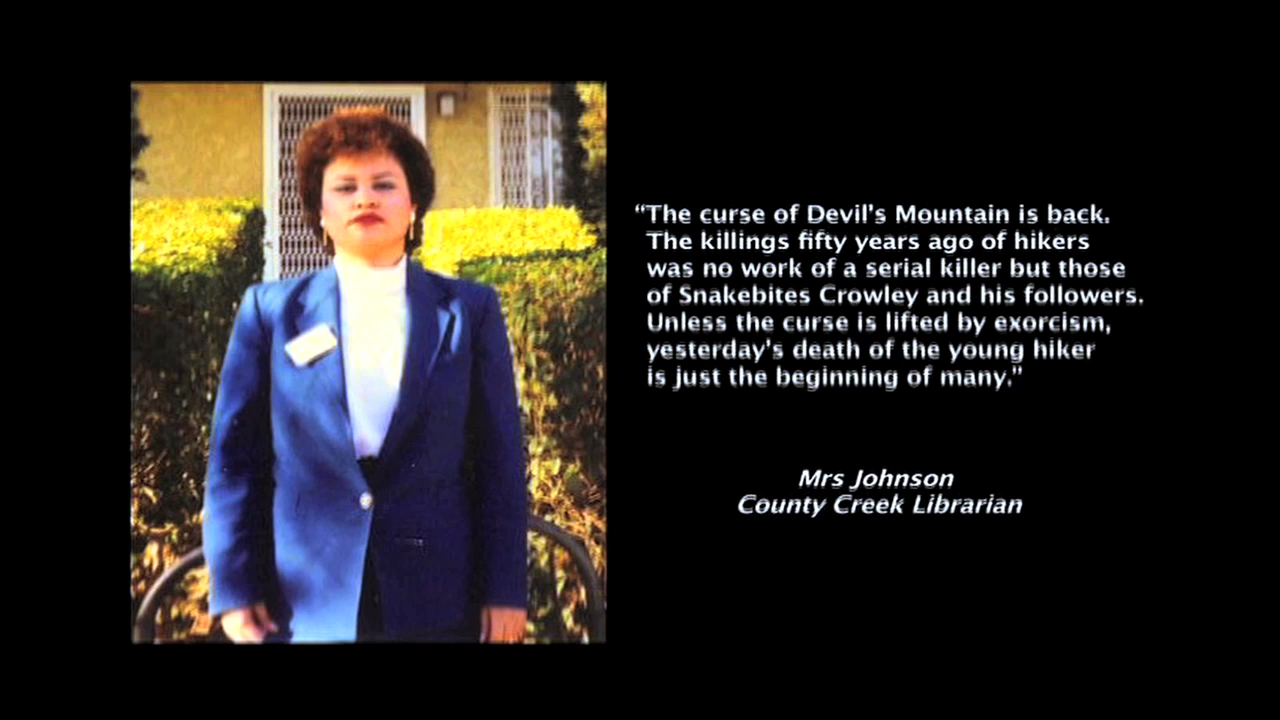 “The curse of Devil's Mountain is back.
The killings fifty years ago of hikers
was no work of a serial killer but those
of Snakebites Crowley and his followers.
Unless the curse is lifted by exorcism,
yesterday's death of the young hiker
is just the beginning of many."
Mrs Johnson
County Creek Librarian